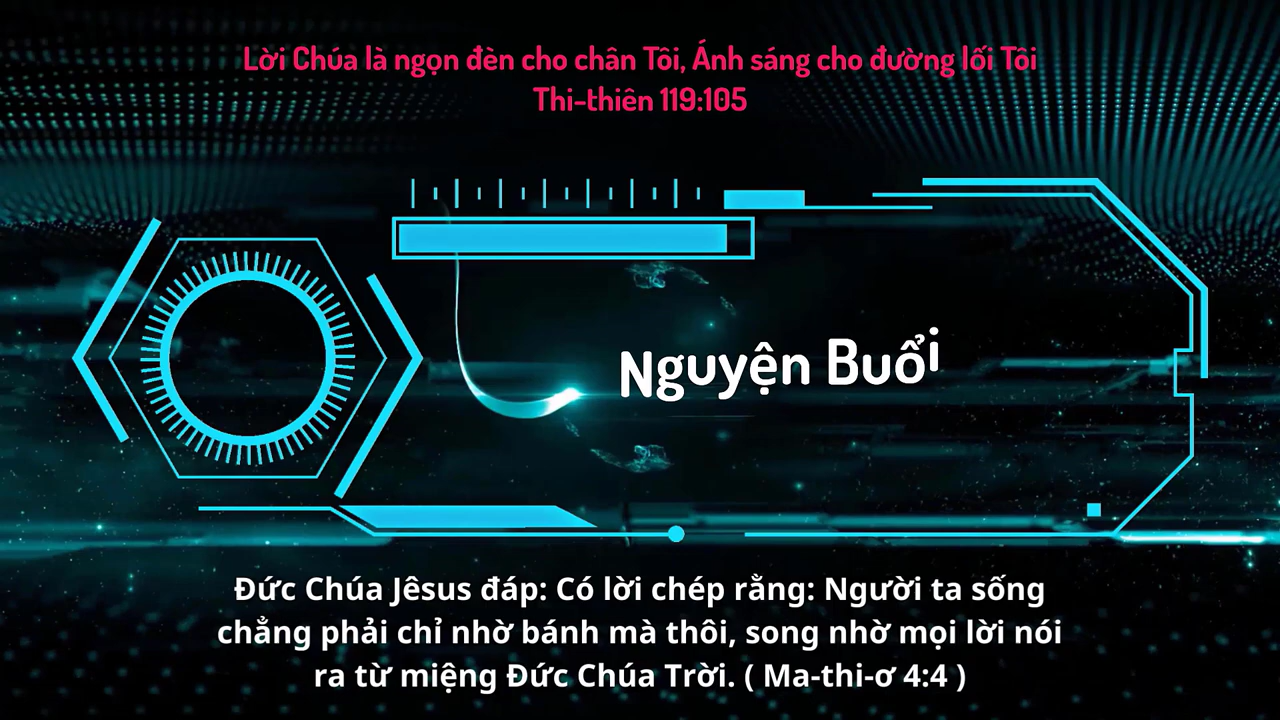 Lời Chúa là ngọn đèn cho chân Tôi, Ánh sáng cho đường lối Tôi
Thi-thiên 119:105
Nguyện Buổi
Đức Chúa Jêsus đáp: Có lời chép rằng: Người ta sống
chẳng phải chỉ nhờ bánh mà thôi, song nhờ mọi lời nói
ra từ miệng Đức Chúa Trời. ( Ma-thi-ơ 4:4 )